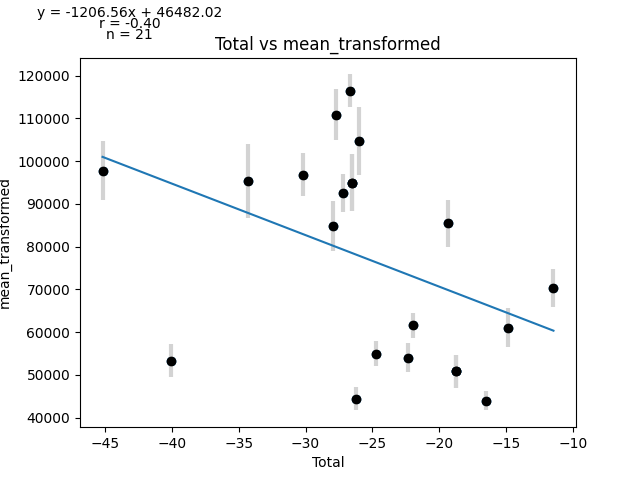 y = -1206.56x + 46482.02
r = -0.40
n = 21
Total vs mean_transformed
120000
110000
100000
90000
80000
70000
60000
50000
40000
mean_transformed
−45 −40 −35 −30 −25 −20 −15 −10
Total